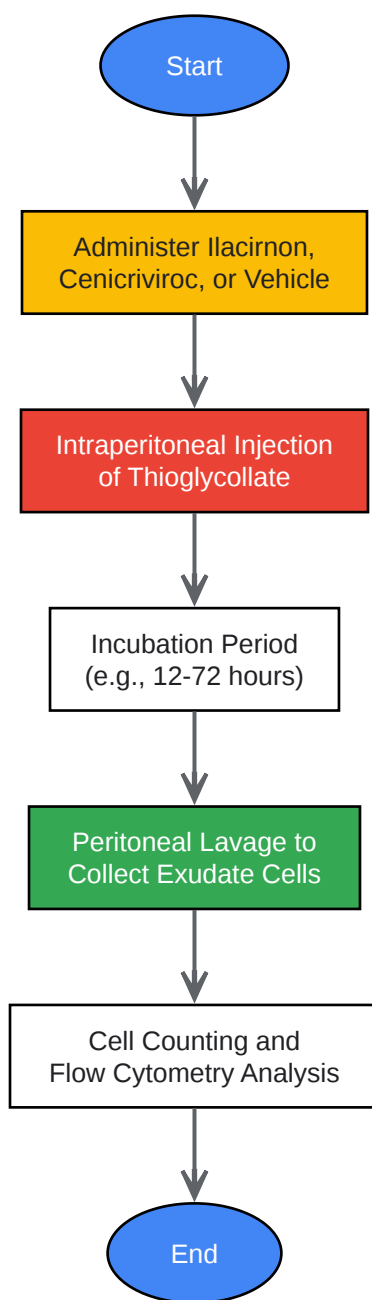 Start
Administer Ilacirnon,
Cenicriviroc, or Vehicle
Intraperitoneal Injection
of Thioglycollate
Incubation Period
(e.g., 12-72 hours)
Peritoneal Lavage to
Collect Exudate Cells
Cell Counting and
Flow Cytometry Analysis
End